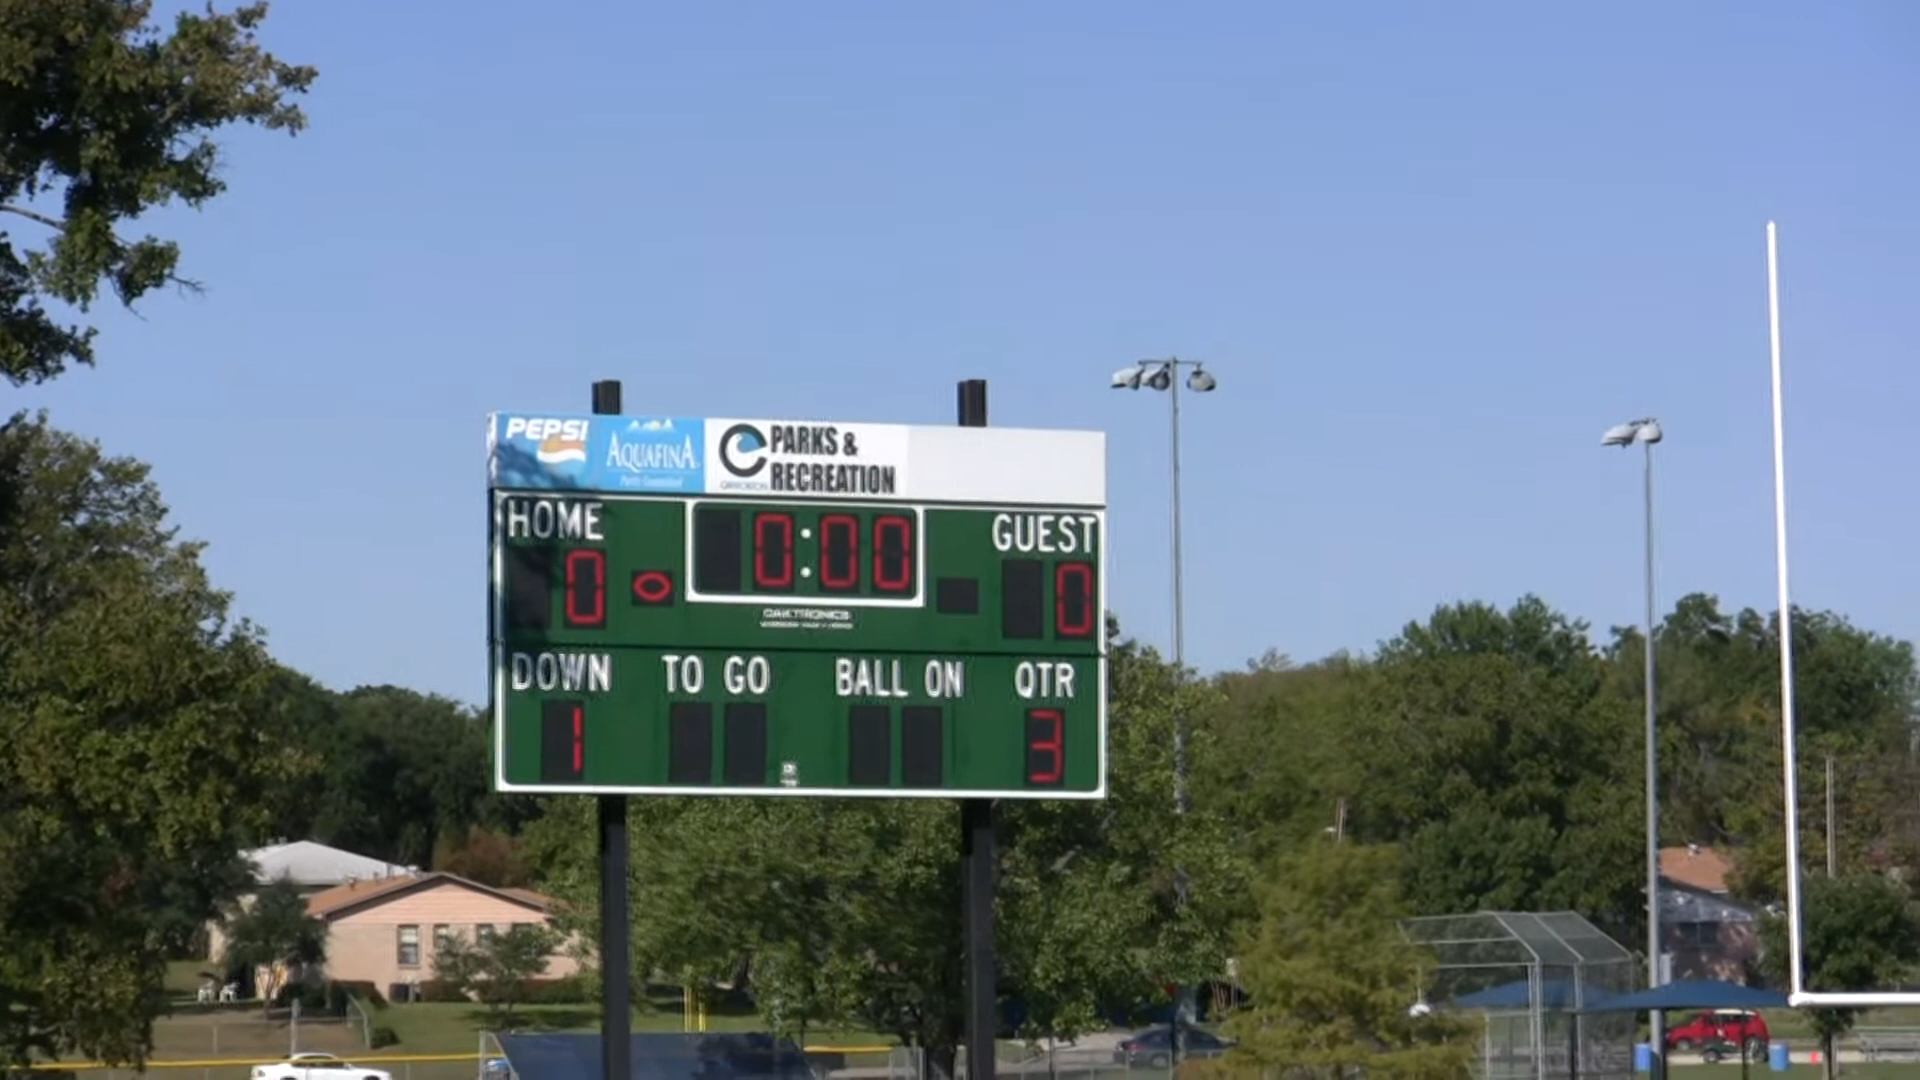 PEPSI
AQUAFINA
PARKS &
RECREATION
HOME
0:00
GUEST
0
0
DAKTRONICS
DOWN
TO GO
BALL ON
QTR
1
3